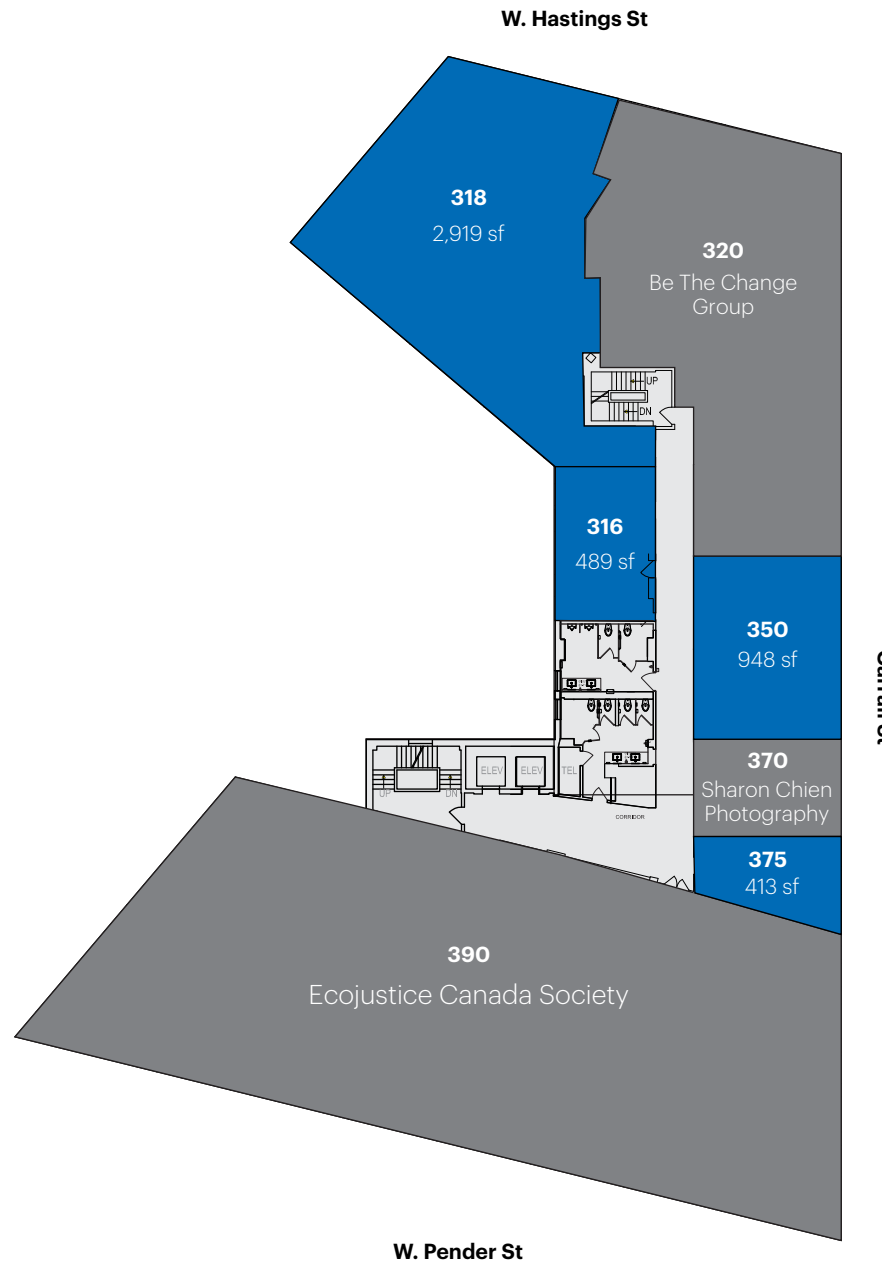 W. Hastings St
318
2,919 sf
320
Be The Change
Group
UP
DN
316
489 sf
350
948 sf
370
Sharon Chien
Photography
ELEV
ELEV
TEL
UP
DN
CORRIDOR
375
413 sf
390
Ecojustice Canada Society
W. Pender St